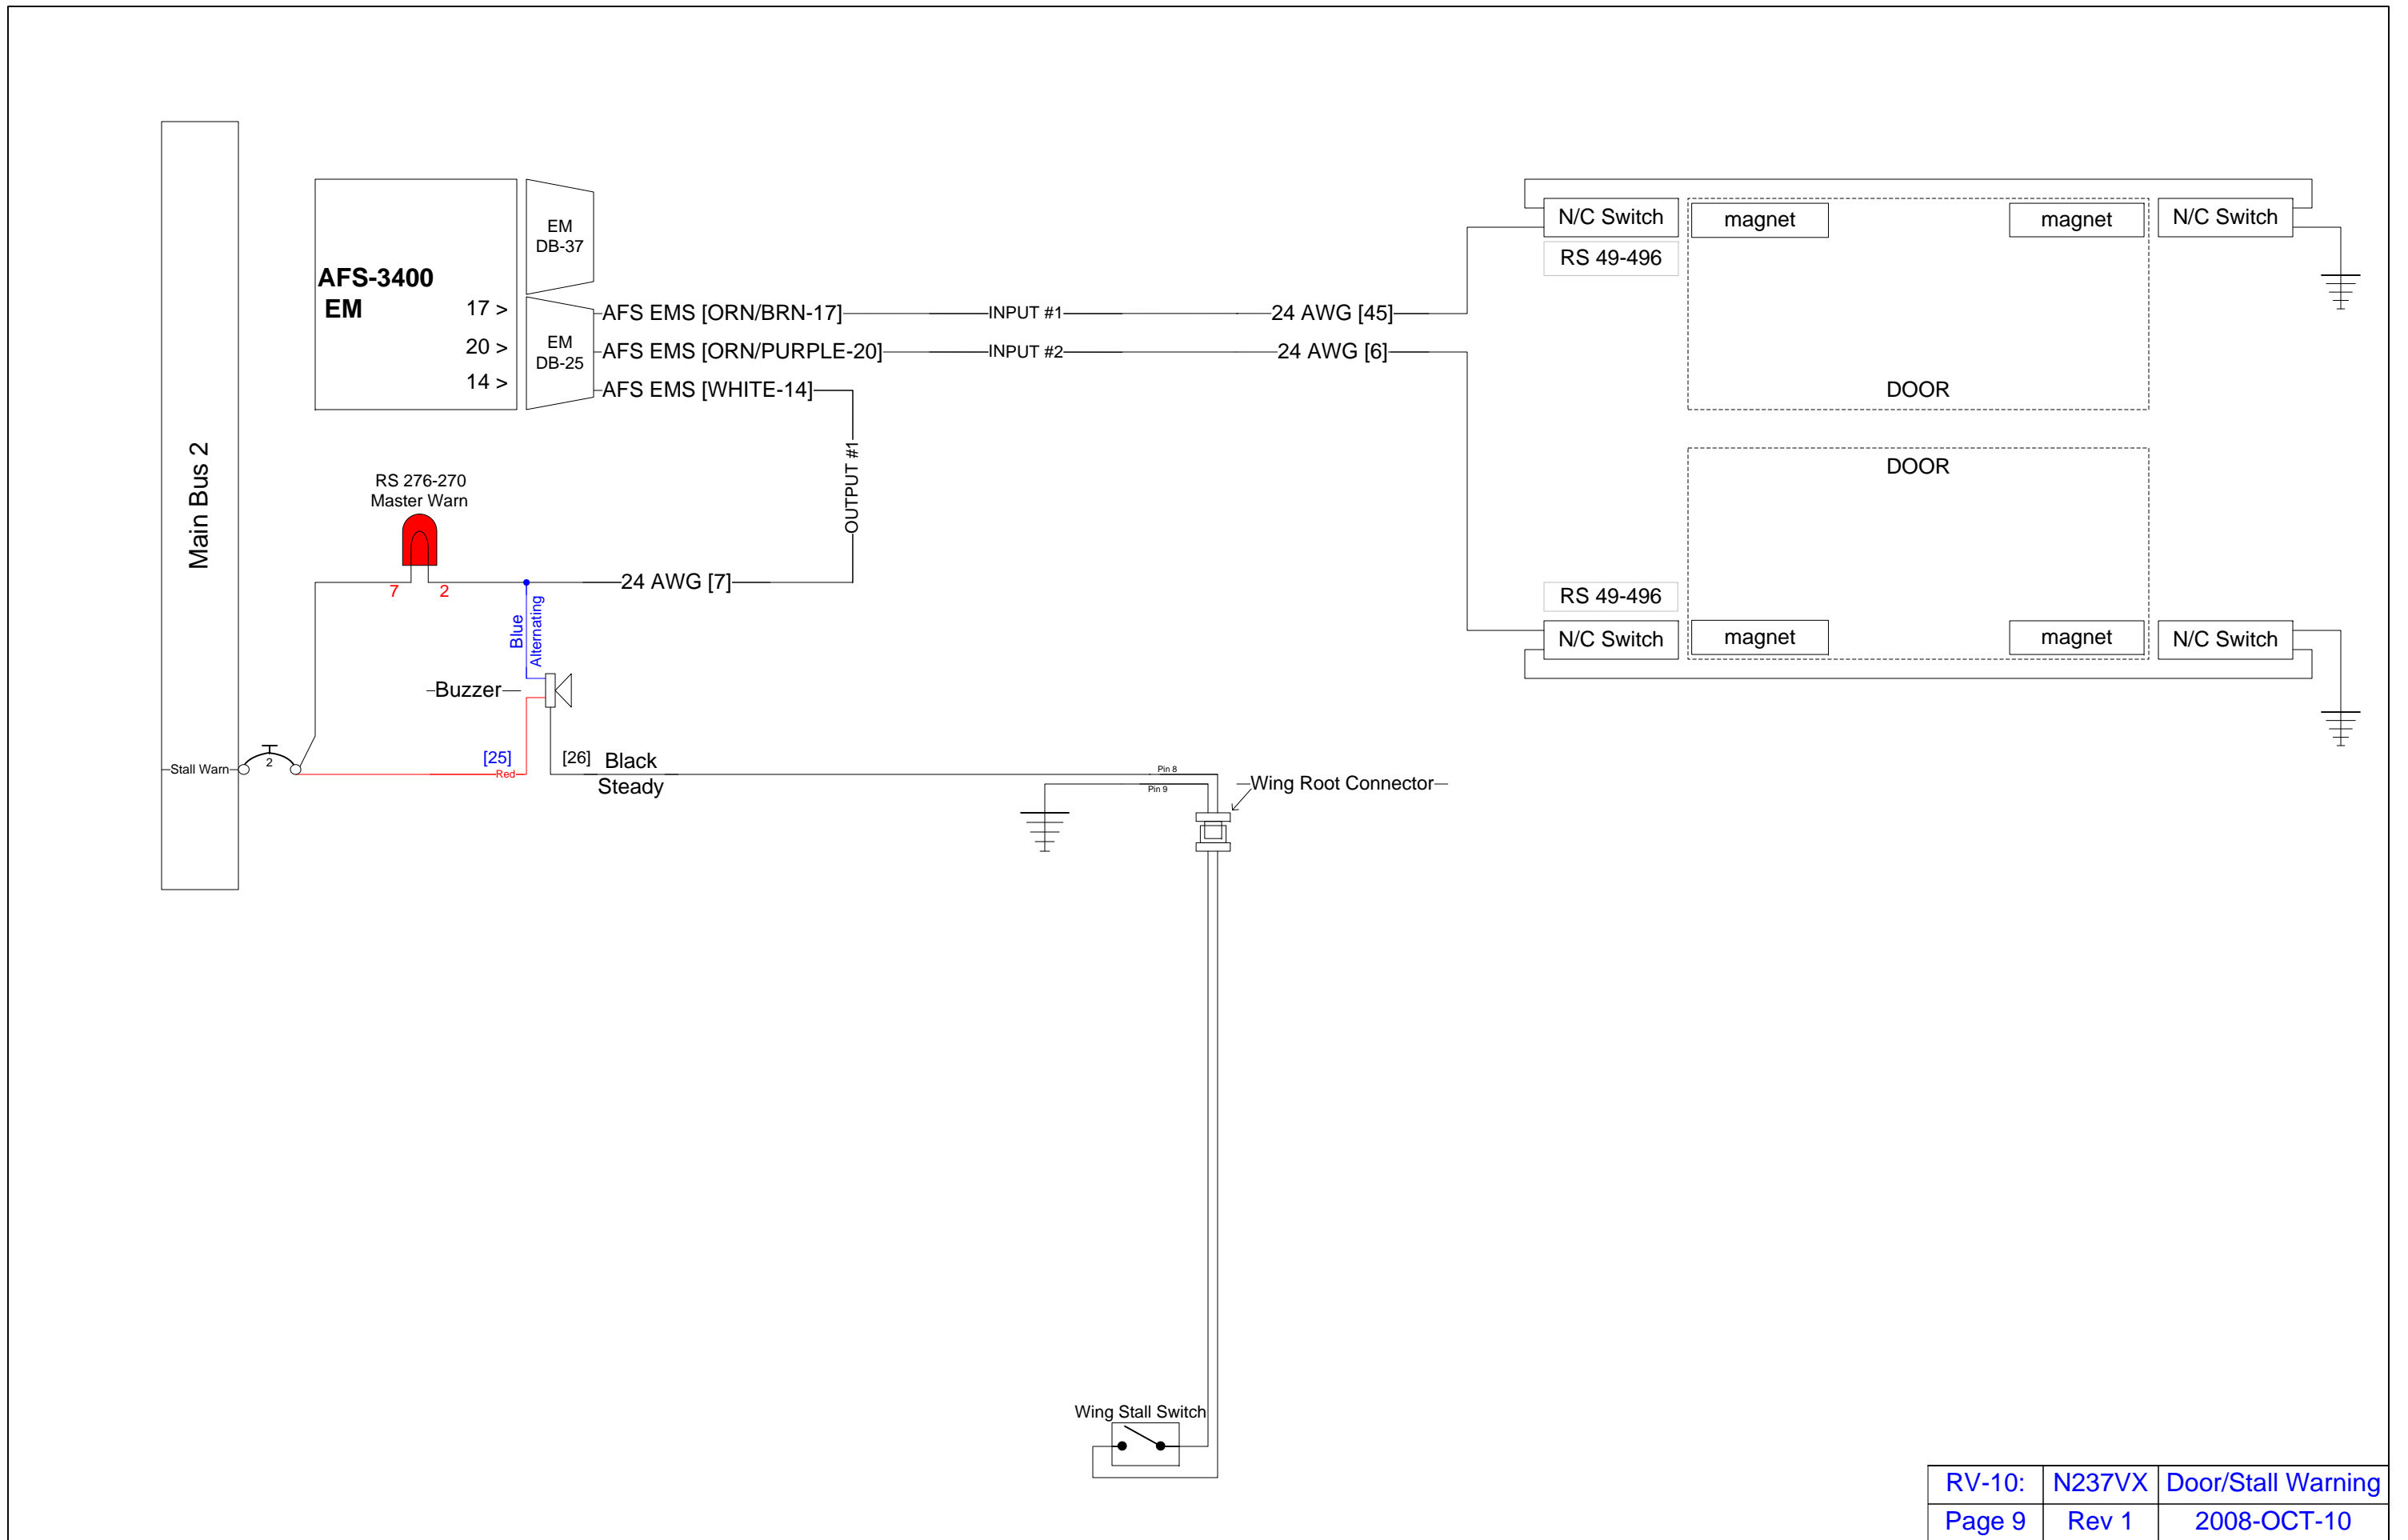 Main Bus 2
AFS-3400
EM
17 >
20 >
14 >
EM
DB-37
EM
DB-25
AFS EMS [ORN/BRN-17]
INPUT #1
24 AWG [45]
AFS EMS [ORN/PURPLE-20]
INPUT #2
24 AWG [6]
AFS EMS [WHITE-14]
OUTPUT #1
N/C Switch
RS 49-496
magnet
magnet
N/C Switch
DOOR
DOOR
RS 49-496
N/C Switch
magnet
magnet
N/C Switch
RS 276-270
Master Warn
7
2
24 AWG [7]
Blue
Alternating
Buzzer
Stall Warn
2
[25]
Red
[26]
Black
Steady
Pin 8
Pin 9
Wing Root Connector
Wing Stall Switch
RV-10:
N237VX
Door/Stall Warning
Page 9
Rev 1
2008-OCT-10